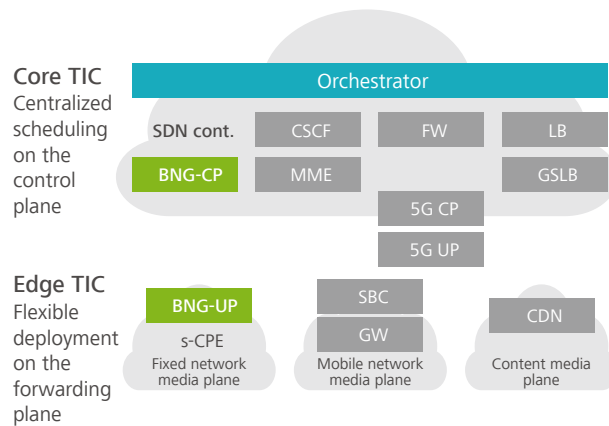 Core TIC
Centralized
scheduling
on the
control
plane
Orchestrator
SDN cont.
CSCF
FW
LB
BNG-CP
MME
GSLB
5G CP
5G UP
Edge TIC
Flexible
deployment
on the
forwarding
plane
BNG-UP
s-CPE
Fixed network
media plane
SBC
GW
Mobile network
media plane
CDN
Content media
plane